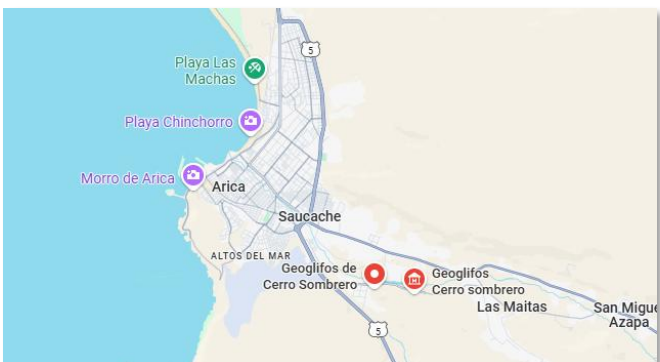 5
Playa Las
Machas
Playa Chinchorro
Morro de Arica
Arica
Saucache
ALTOS DEL MAR
Geoglifos de
Cerro Sombrero
Geoglifos
Cerro sombrero
Las Maitas
San Migue
Azapa
5